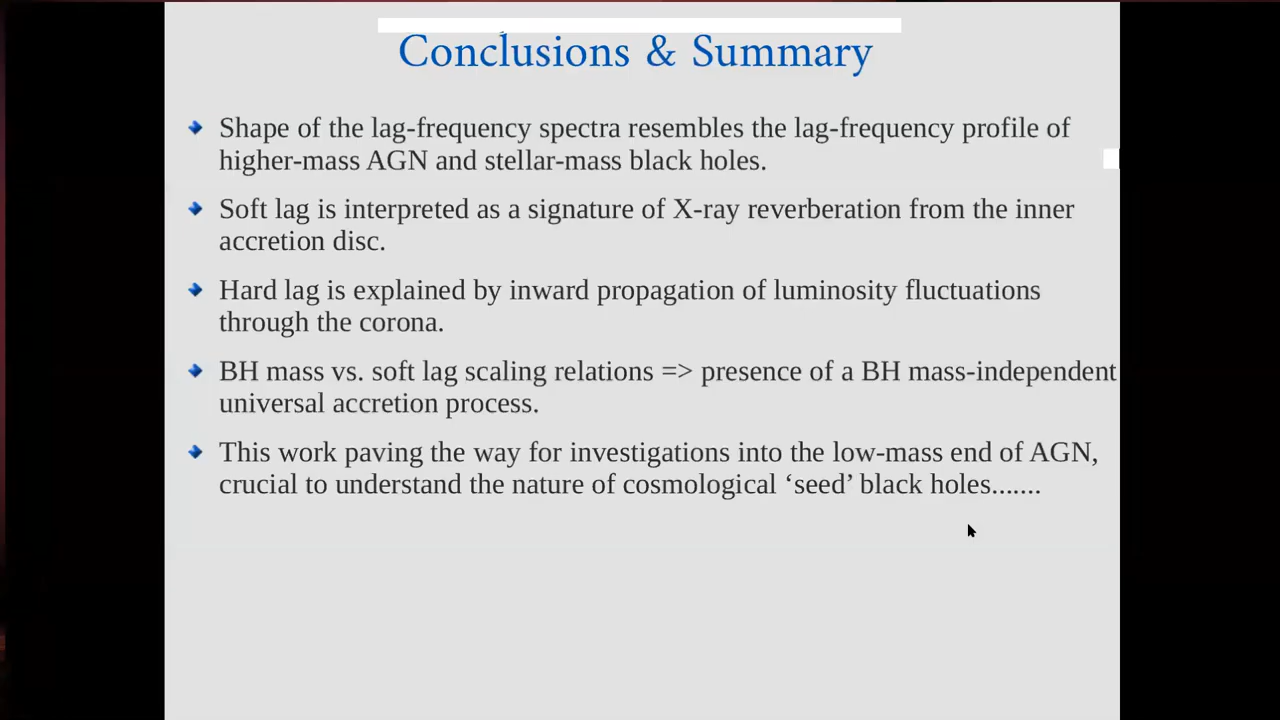 Conclusions & Summary
Shape of the lag-frequency spectra resembles the lag-frequency profile of
higher-mass AGN and stellar-mass black holes.
Soft lag is interpreted as a signature of X-ray reverberation from the inner
accretion disc.
Hard lag is explained by inward propagation of luminosity fluctuations
through the corona.
BH mass vs. soft lag scaling relations => presence of a BH mass-independent
universal accretion process.
This work paving the way for investigations into the low-mass end of AGN,
crucial to understand the nature of cosmological ‘seed’ black holes.......